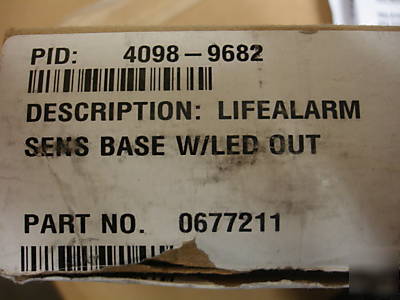 PID: 4098-9682
DESCRIPTION: LIFEALARM
SENS BASE W/LED OUT
PART NO. 0677211